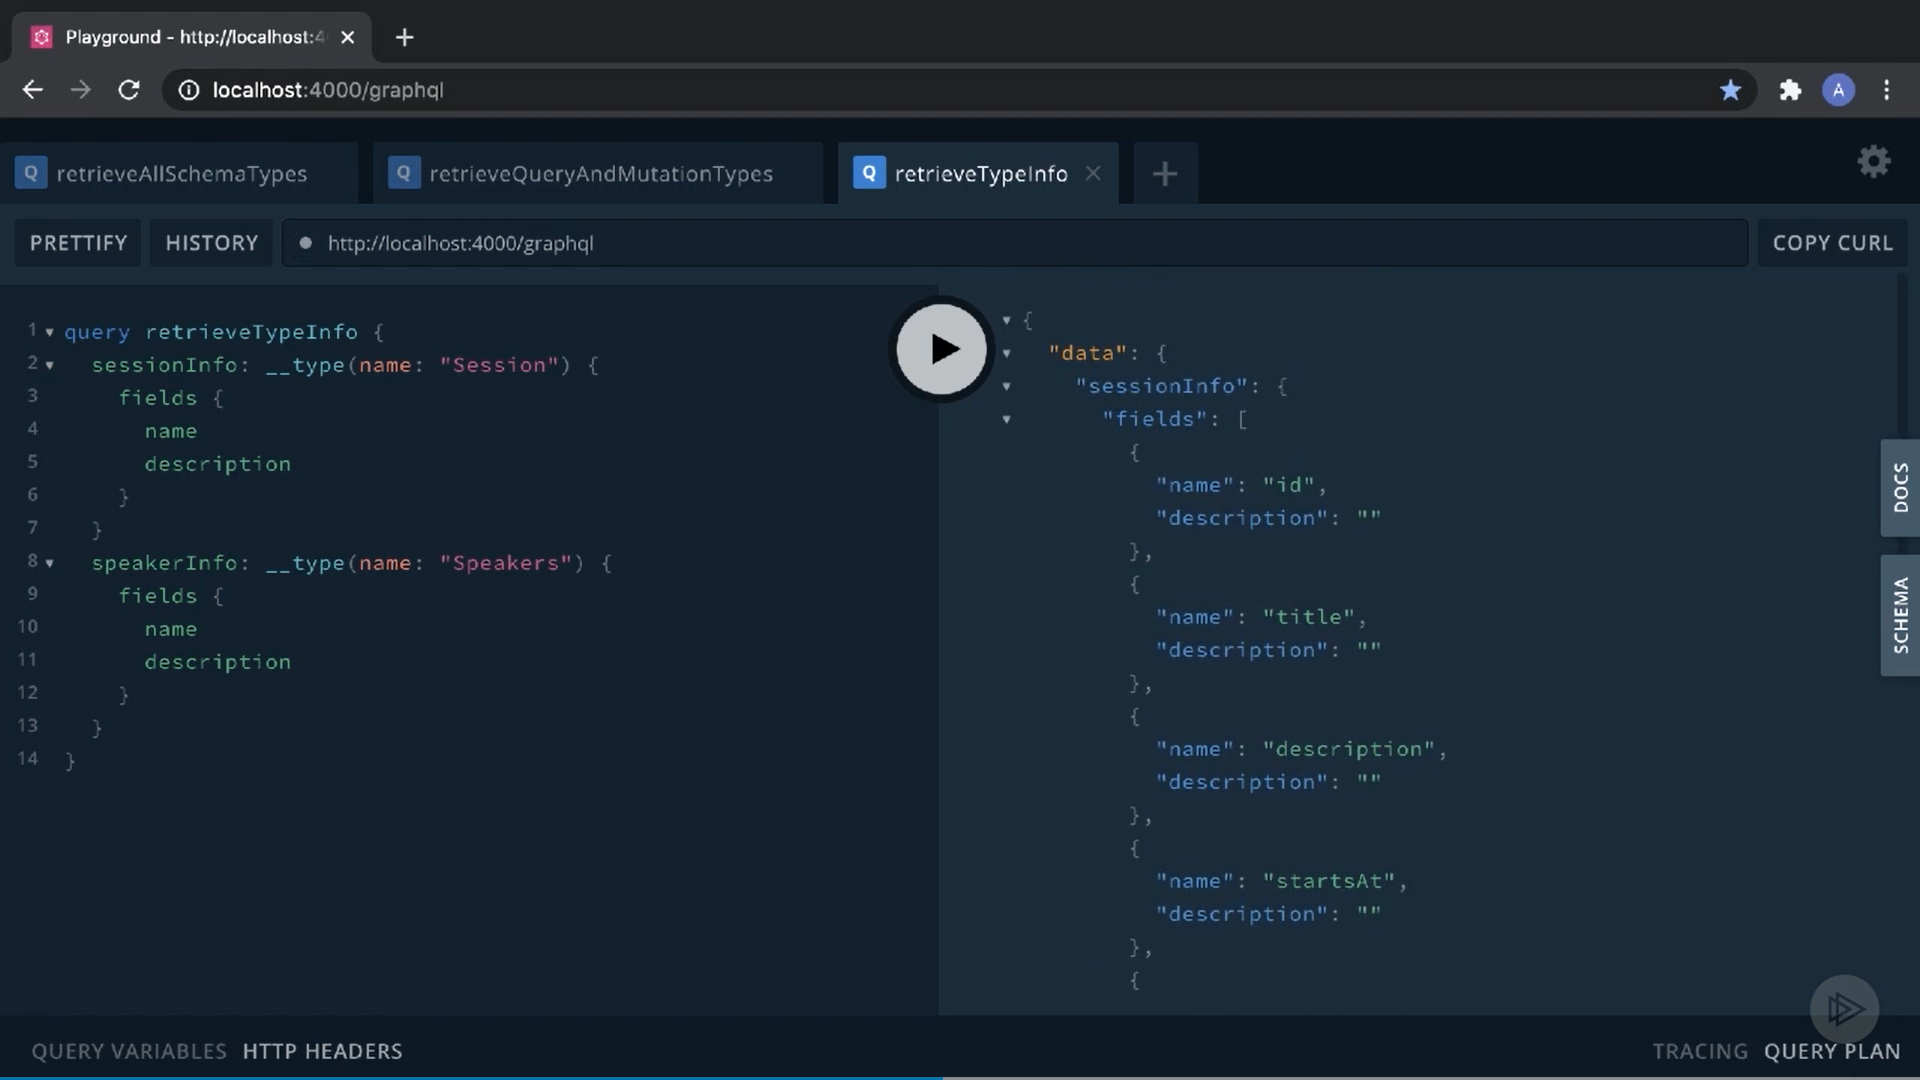 Playground - http://localhost:4
localhost:4000/graphql
A
Q retrieveAllSchemaTypes
Q retrieveQueryAndMutationTypes
Q retrieveTypeInfo
PRETTIFY HISTORY http://localhost:4000/graphql COPY CURL
1 query retrieveTypeInfo {
2 sessionInfo: __type(name: "Session") {
3 fields {
4 name
5 description
6 }
7 }
8 speakerInfo: __type(name: "Speakers") {
9 fields {
10 name
11 description
12 }
13 }
14 }
{
"data": {
"sessionInfo": {
"fields": [
{
"name": "id",
"description": ""
},
{
"name": "title",
"description": ""
},
{
"name": "description",
"description": ""
},
{
"name": "startsAt",
"description": ""
},
{
DOCS
SCHEMA
QUERY VARIABLES HTTP HEADERS
TRACING QUERY PLAN